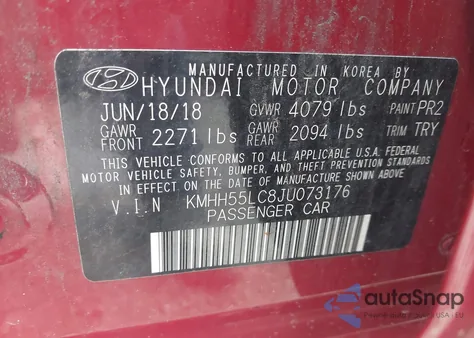 MANUFACTURED IN KOREA BY
HYUNDAI MOTOR COMPANY
JUN/18/18 GVWR 4079 lbs PAINT PR2
GAWR FRONT 2271 lbs GAWR REAR 2094 lbs TRIM TRY
THIS VEHICLE CONFORMS TO ALL APPLICABLE U.S.A. FEDERAL
MOTOR VEHICLE SAFETY, BUMPER, AND THEFT PREVENTION STANDARDS
IN EFFECT ON THE DATE OF MANUFACTURE SHOWN ABOVE.
V.I.N KMHH55LC8JU073176
PASSENGER CAR
autaSnap